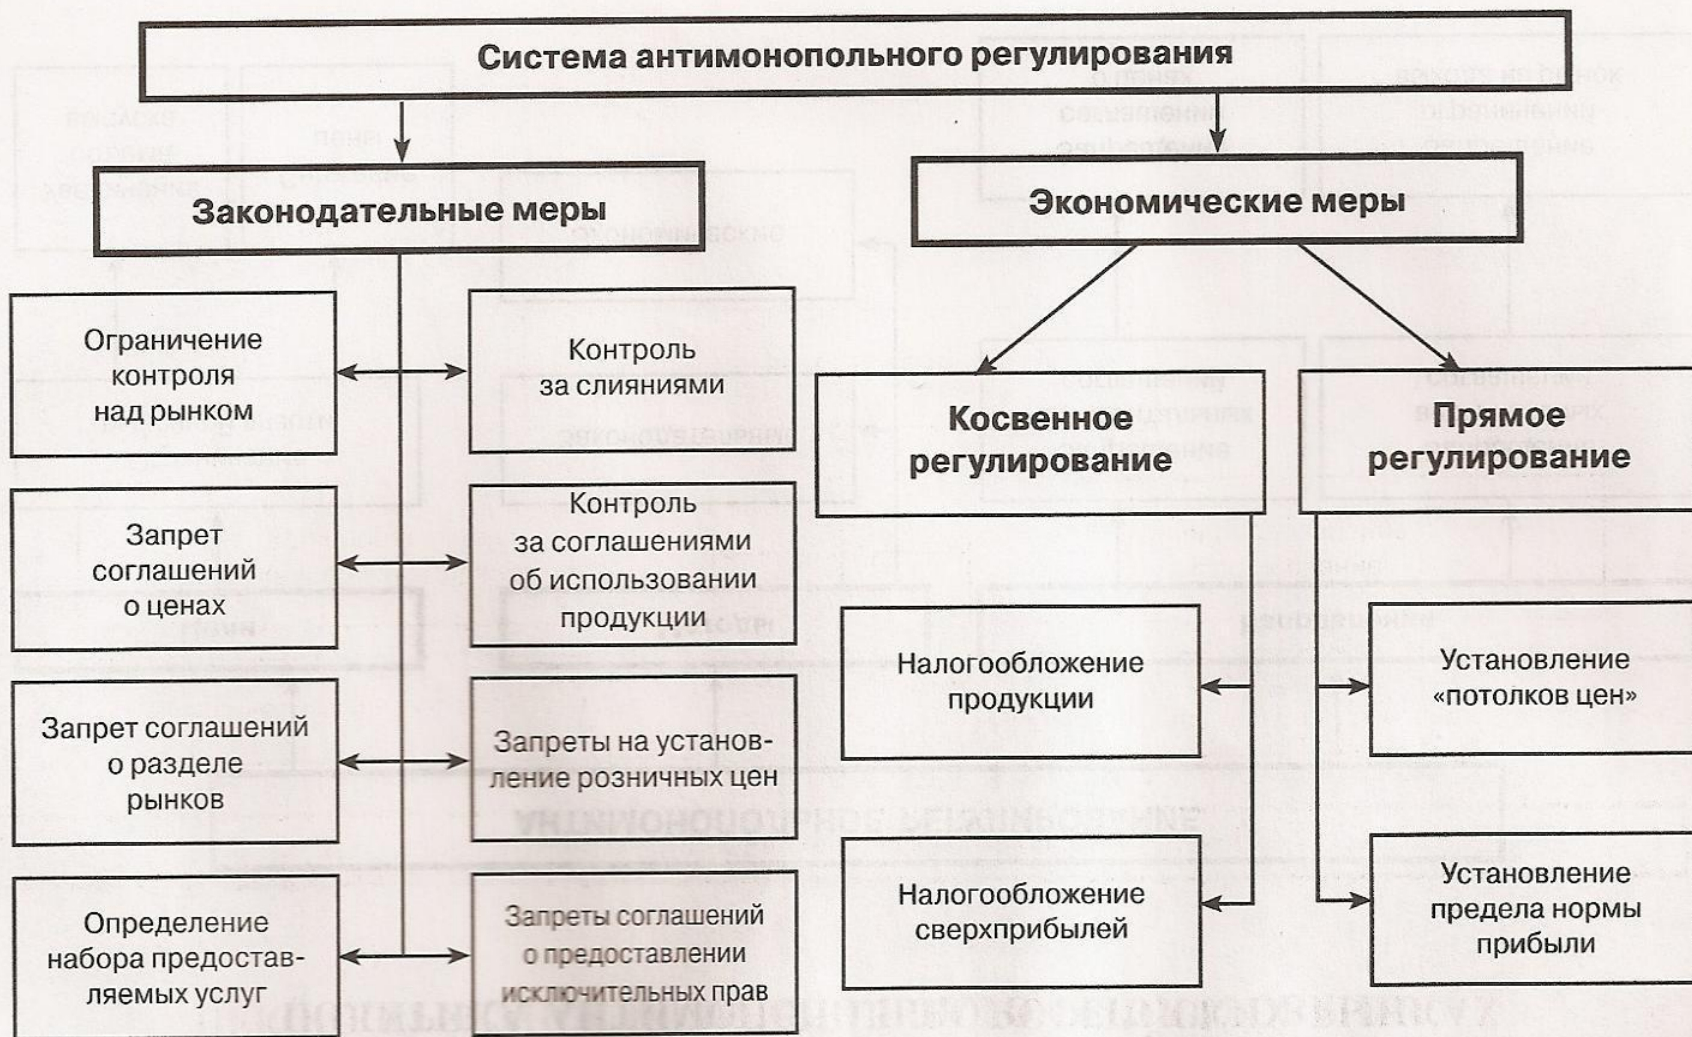 Система антимонопольного регулирования
Законодательные меры
Экономические меры
Ограничение
контроля
над рынком
Контроль
за слияниями
Запрет
соглашений
о ценах
Контроль
за соглашениями
об использовании
продукции
Запрет соглашений
о разделе
рынков
Запреты на установ-
ление розничных цен
Определение
набора предостав-
ляемых услуг
Запреты соглашений
о предоставлении
исключительных прав
Косвенное
регулирование
Прямое
регулирование
Налогообложение
продукции
Установление
«потолков цен»
Налогообложение
сверхприбылей
Установление
предела нормы
прибыли